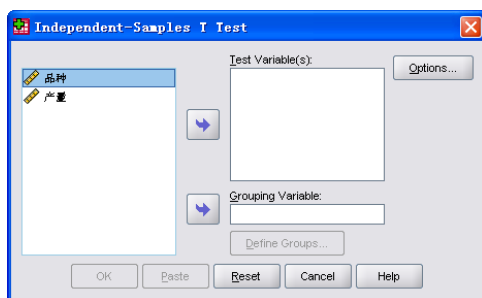 Independent-Samples T Test
品种
产量
Test Variable(s):
Options...
Grouping Variable:
Define Groups...
OK
Paste
Reset
Cancel
Help